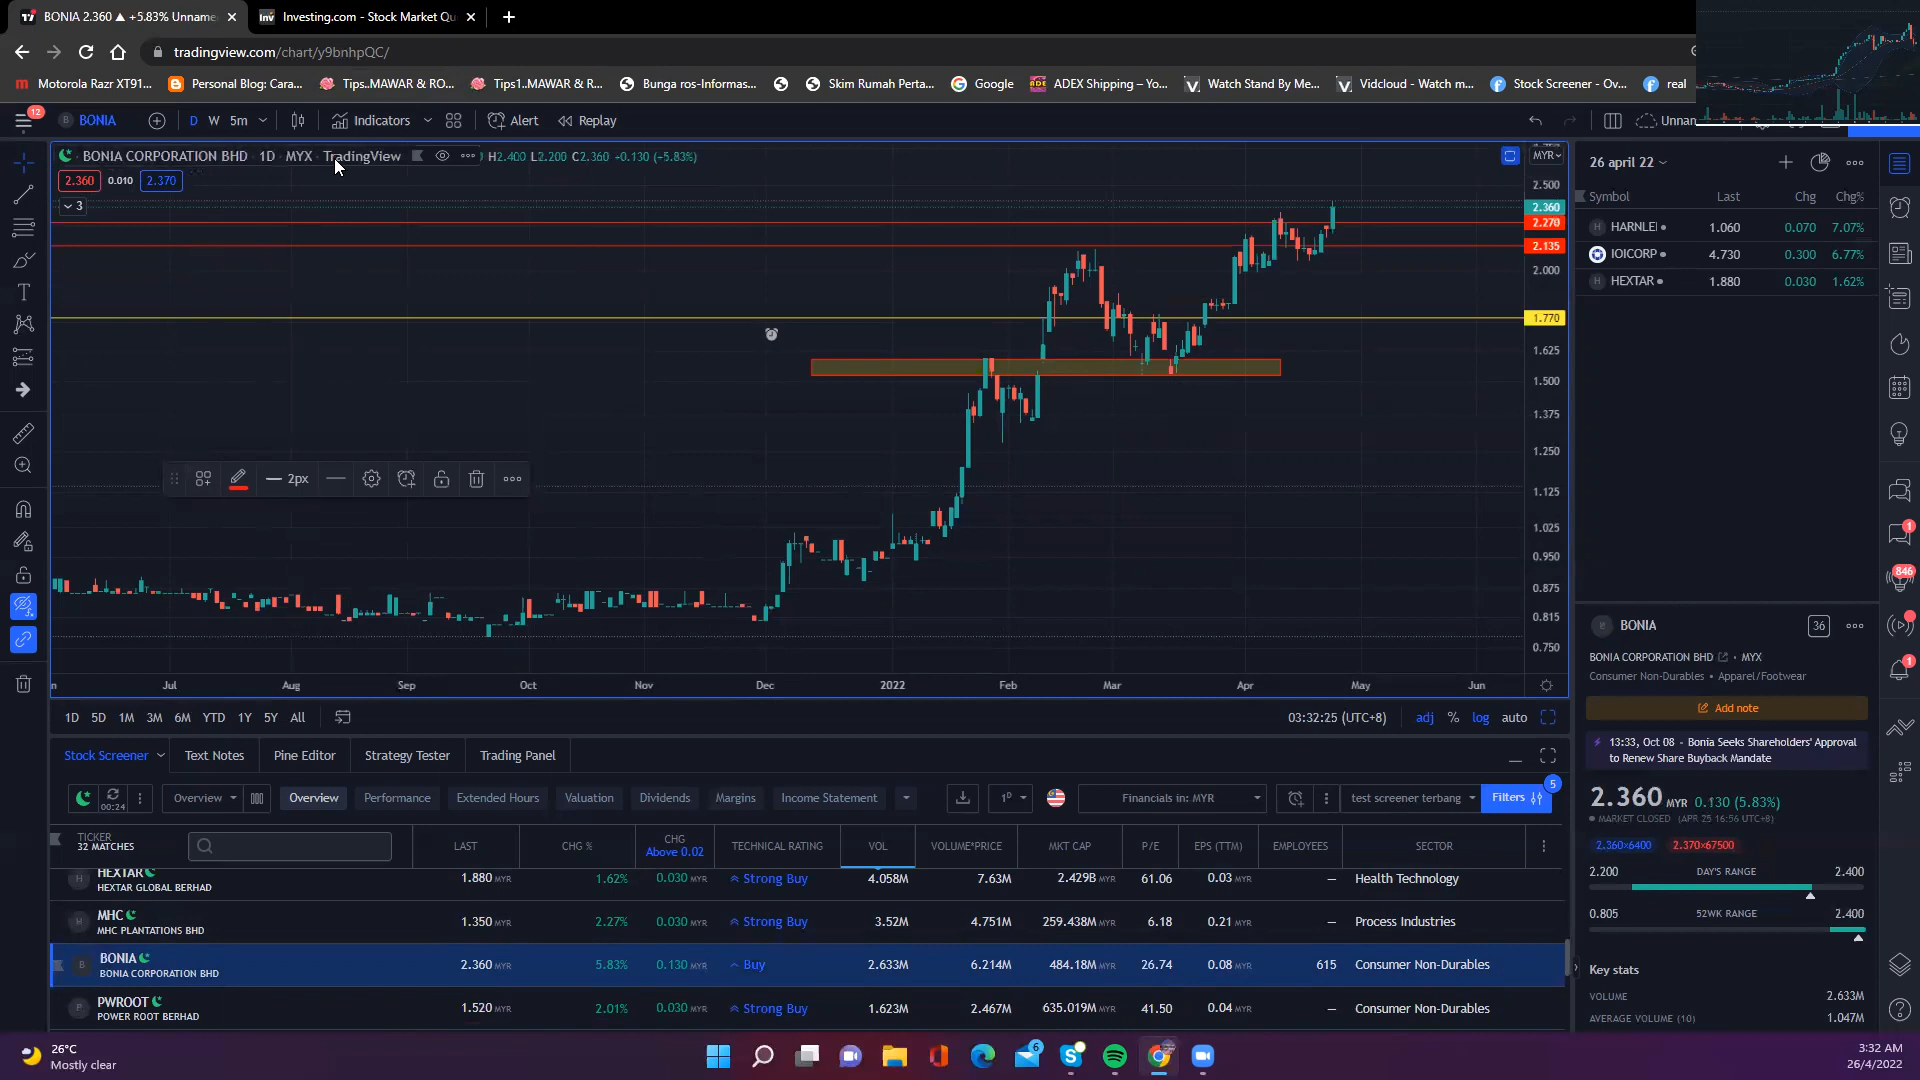 BONIA 2.360 ▲ +5.83% Unname
Investing.com - Stock Market Qu
tradingview.com/chart/y9bnhpQC/
Motorola Razr XT91...
Personal Blog: Cara...
Tips..MAWAR & RO...
Tips1..MAWAR & R...
Bunga ros-Informas...
Skim Rumah Perta...
Google
ADEX Shipping – Yo...
Watch Stand By Me...
Vidcloud - Watch m...
Stock Screener - Ov...
real
12
BONIA
D W 5m
Indicators
Alert
Replay
Unnan
BONIA CORPORATION BHD · 1D · MYX · TradingView
H2.400 L2.200 C2.360 +0.130 (+5.83%)
MYR
2.360 0.010 2.370
3
2.500
2.360
2.270
2.135
2.000
1.770
1.625
1.500
1.375
1.250
1.125
1.025
0.950
0.875
0.815
0.750
2px
Jul Aug Sep Oct Nov Dec 2022 Feb Mar Apr May Jun
1D 5D 1M 3M 6M YTD 1Y 5Y All
03:32:25 (UTC+8)
adj % log auto
Stock Screener
Text Notes
Pine Editor
Strategy Tester
Trading Panel
00:24
Overview
Overview
Performance
Extended Hours
Valuation
Dividends
Margins
Income Statement
1D
Financials in: MYR
test screener terbang
Filters
5
TICKER
32 MATCHES
LAST
CHG %
CHG
Above 0.02
TECHNICAL RATING
VOL
VOLUME*PRICE
MKT CAP
P/E
EPS (TTM)
EMPLOYEES
SECTOR
HEXTAR
HEXTAR GLOBAL BERHAD
1.880 MYR 1.62% 0.030 MYR Strong Buy 4.058M 7.63M 2.429B MYR 61.06 0.03 MYR — Health Technology
MHC
MHC PLANTATIONS BHD
1.350 MYR 2.27% 0.030 MYR Strong Buy 3.52M 4.751M 259.438M MYR 6.18 0.21 MYR — Process Industries
BONIA
BONIA CORPORATION BHD
2.360 MYR 5.83% 0.130 MYR Buy 2.633M 6.214M 484.18M MYR 26.74 0.08 MYR 615 Consumer Non-Durables
PWROOT
POWER ROOT BERHAD
1.520 MYR 2.01% 0.030 MYR Strong Buy 1.623M 2.467M 635.019M MYR 41.50 0.04 MYR — Consumer Non-Durables
26 april 22
Symbol Last Chg Chg%
HARNLEI 1.060 0.070 7.07%
IOICORP 4.730 0.300 6.77%
HEXTAR 1.880 0.030 1.62%
BONIA
36
BONIA CORPORATION BHD • MYX
Consumer Non-Durables • Apparel/Footwear
Add note
13:33, Oct 08 - Bonia Seeks Shareholders' Approval
to Renew Share Buyback Mandate
2.360 MYR 0.130 (5.83%)
MARKET CLOSED (APR 25 16:56 UTC+8)
2.360×6400 2.370×67500
2.200 DAY'S RANGE 2.400
0.805 52WK RANGE 2.400
Key stats
VOLUME 2.633M
AVERAGE VOLUME (10) 1.047M
1
846
1
26°C
Mostly clear
6
3:32 AM
26/4/2022